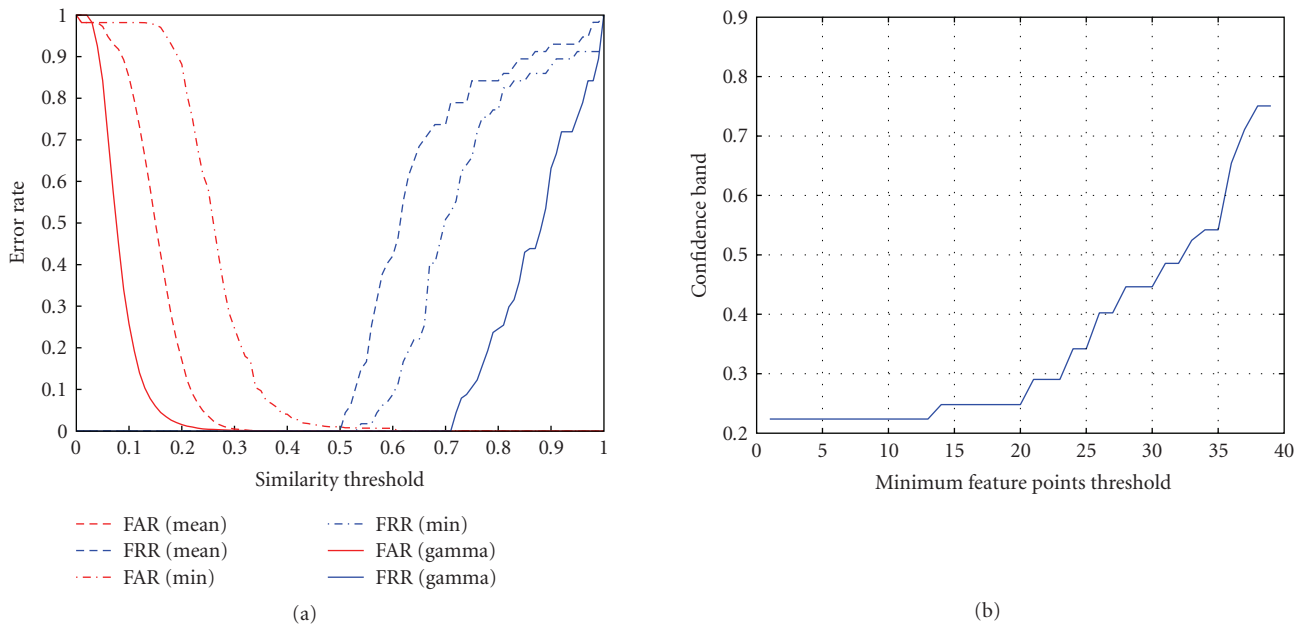 1
0.9
0.8
0.7
0.6
0.5
0.4
0.3
0.2
0.1
0
Error rate
0 0.1 0.2 0.3 0.4 0.5 0.6 0.7 0.8 0.9 1
Similarity threshold
FAR (mean)
FRR (mean)
FAR (min)
FRR (min)
FAR (gamma)
FRR (gamma)
(a)
0.9
0.8
0.7
0.6
0.5
0.4
0.3
0.2
Confidence band
0 5 10 15 20 25 30 35 40
Minimum feature points threshold
(b)